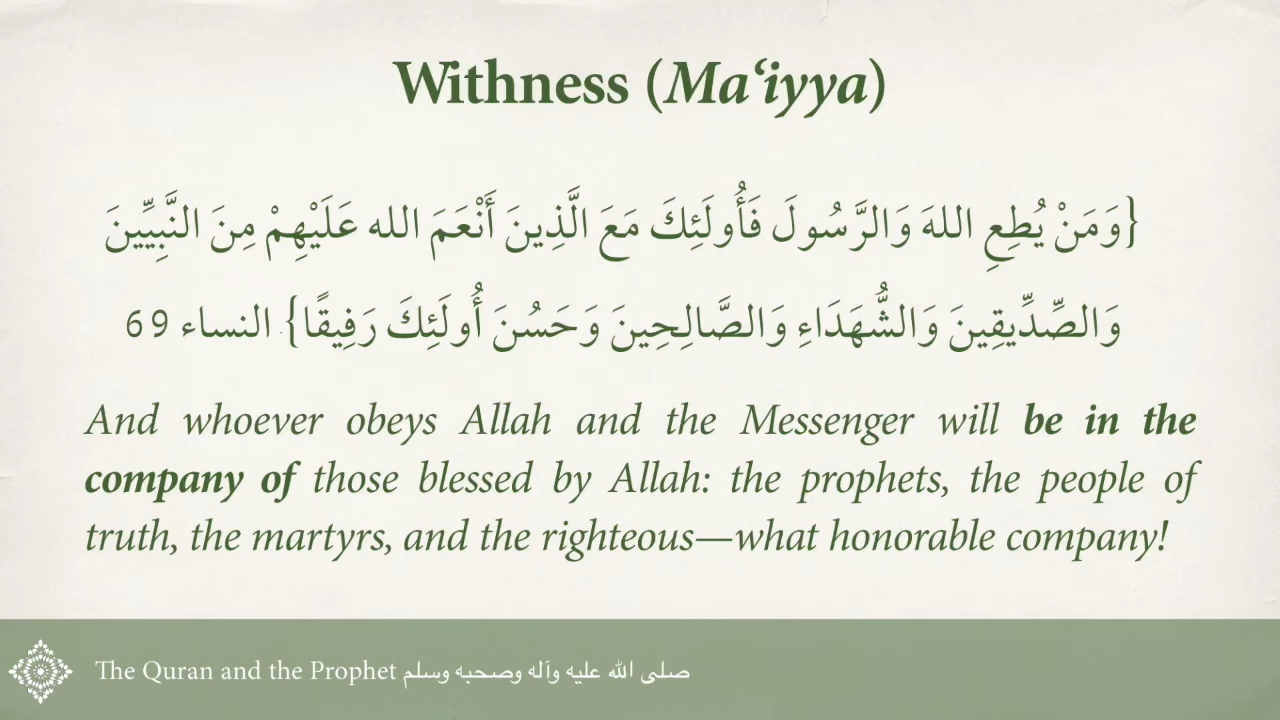 Withness (Ma‘iyya)
{وَمَنْ يُطِعِ اللهَ وَالرَّسُولَ فَأُولَئِكَ مَعَ الَّذِينَ أَنْعَمَ الله عَلَيْهِمْ مِنَ النَّبِيِّينَ
وَالصِّدِّيقِينَ وَالشُّهَدَاءِ وَالصَّالِحِينَ وَحَسُنَ أُولَئِكَ رَفِيقًا} النساء 69
And whoever obeys Allah and the Messenger will be in the
company of those blessed by Allah: the prophets, the people of
truth, the martyrs, and the righteous—what honorable company!
The Quran and the Prophet صلى الله عليه وآله وصحبه وسلم